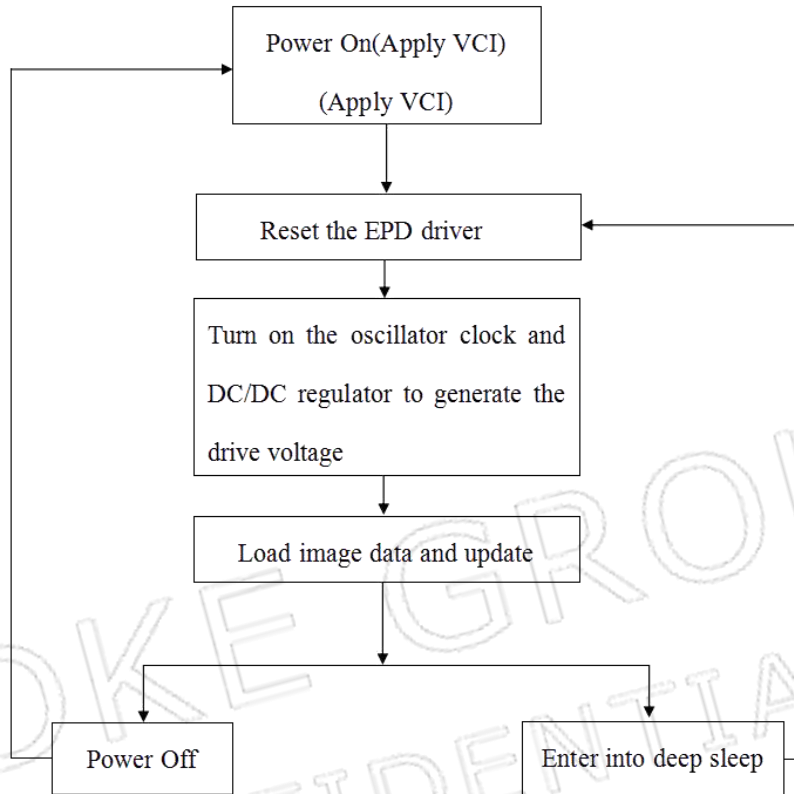 Power On(Apply VCI)
(Apply VCI)
Reset the EPD driver
Turn on the oscillator clock and
DC/DC regulator to generate the
drive voltage
Load image data and update
Power Off
Enter into deep sleep